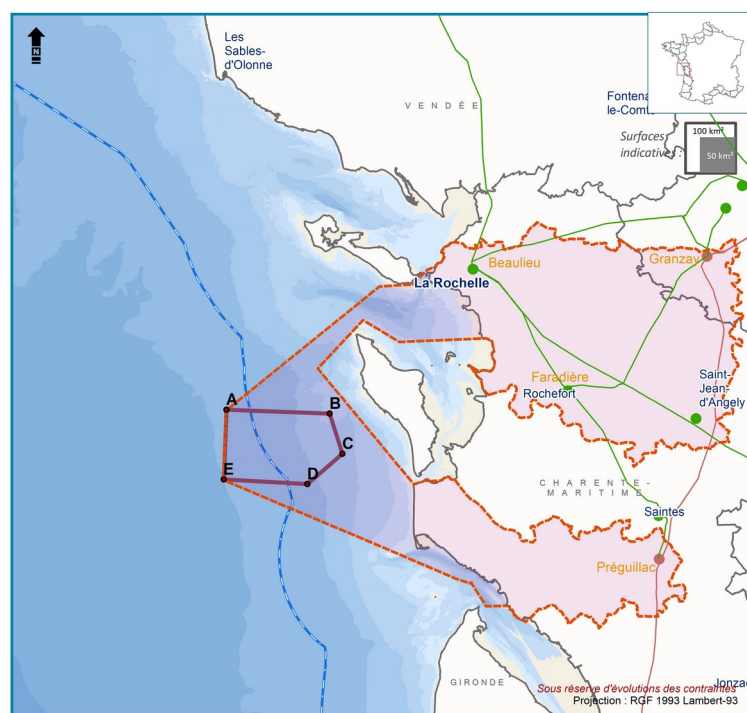 N
Les
Sables-
d'Olonne
VENDÉE
Fontena
le-Comte
Surfaces
indicatives :
100 km²
50 km²
Beaulieu
Granzay
La Rochelle
Faradière
Rochefort
Saint-
Jean-
d'Angely
A
B
C
D
E
CHARENTE-
MARITIME
Saintes
Préguillac
GIRONDE
Jonza
Sous réserve d'évolutions des contraintes
Projection : RGF 1993 Lambert-93